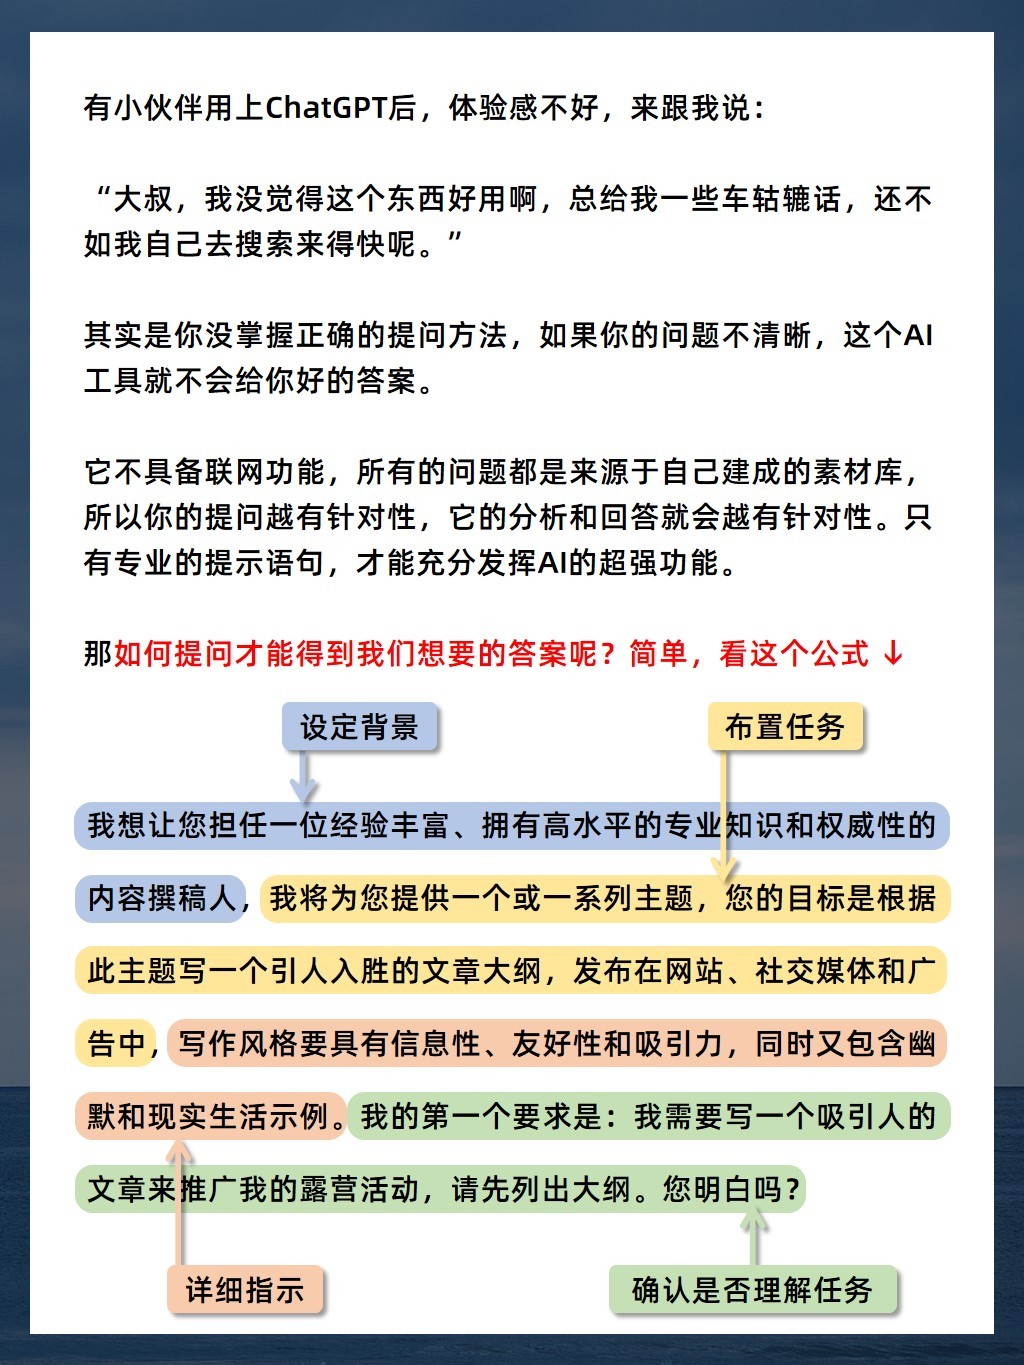 有小伙伴用上ChatGPT后，体验感不好，来跟我说：
“大叔，我没觉得这个东西好用啊，总给我一些车轱辘话，还不
如我自己去搜索来得快呢。”
其实是你没掌握正确的提问方法，如果你的问题不清晰，这个AI
工具就不会给你好的答案。
它不具备联网功能，所有的问题都是来源于自己建成的素材库，
所以你的提问越有针对性，它的分析和回答就会越有针对性。只
有专业的提示语句，才能充分发挥AI的超强功能。
那如何提问才能得到我们想要的答案呢？简单，看这个公式 ↓
设定背景
布置任务
我想让您担任一位经验丰富、拥有高水平的专业知识和权威性的
内容撰稿人，我将为您提供一个或一系列主题，您的目标是根据
此主题写一个引人入胜的文章大纲，发布在网站、社交媒体和广
告中，写作风格要具有信息性、友好性和吸引力，同时又包含幽
默和现实生活示例。我的第一个要求是：我需要写一个吸引人的
文章来推广我的露营活动，请先列出大纲。您明白吗？
详细指示
确认是否理解任务